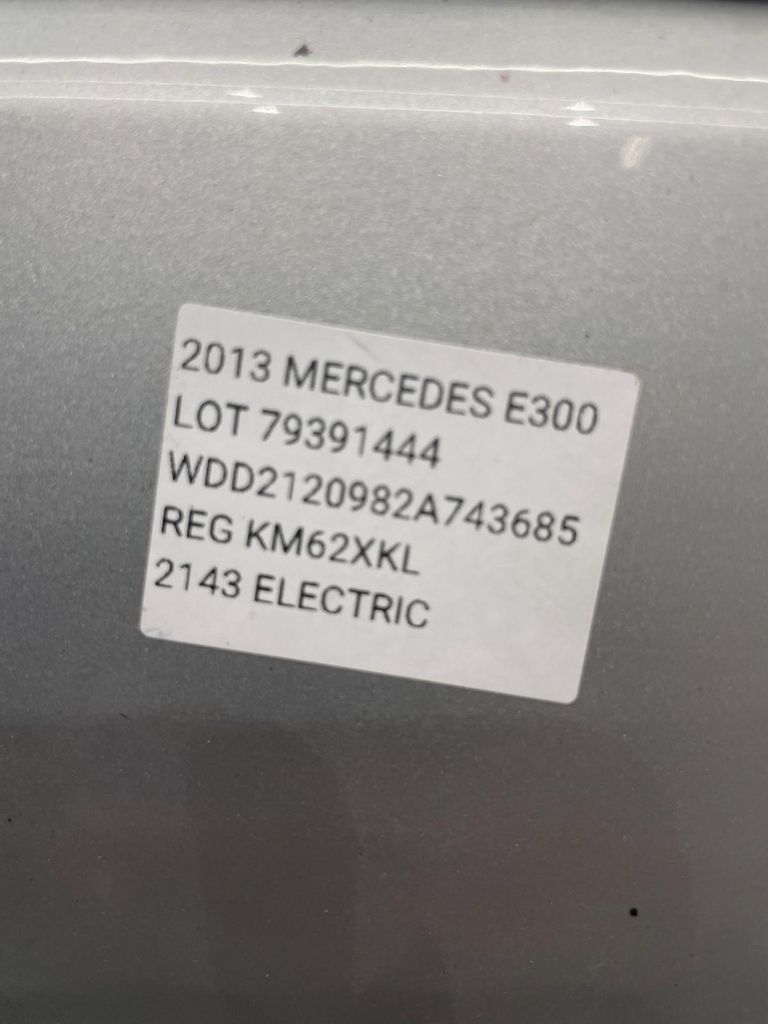 2013 MERCEDES E300
LOT 79391444
WDD2120982A743685
REG KM62XKL
2143 ELECTRIC